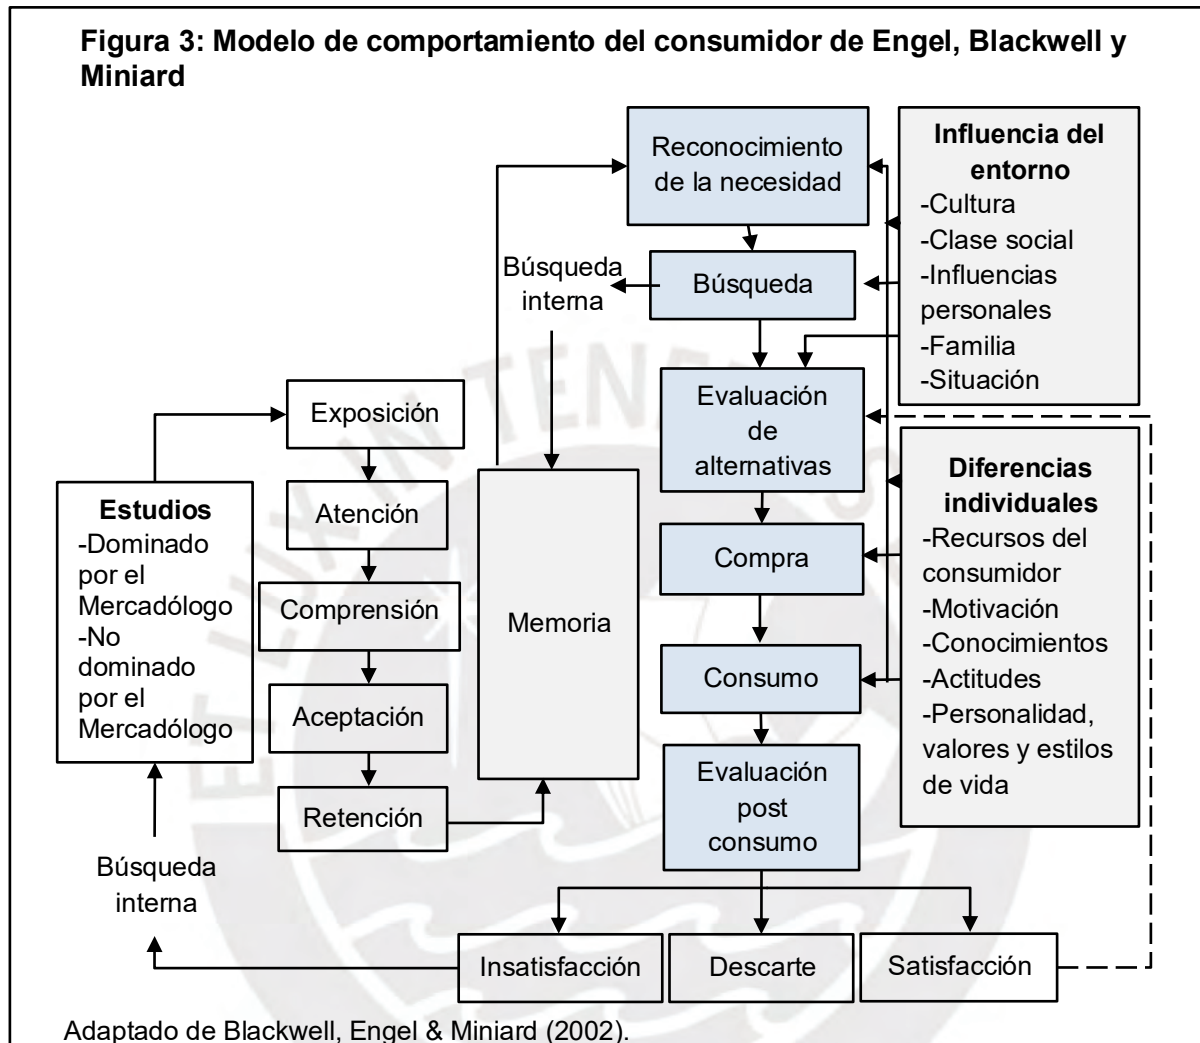 Figura 3: Modelo de comportamiento del consumidor de Engel, Blackwell y
Miniard
Reconocimiento
de la necesidad
Búsqueda
Búsqueda
interna
Evaluación
de
alternativas
Compra
Consumo
Evaluación
post
consumo
Influencia del
entorno
-Cultura
-Clase social
-Influencias
personales
-Familia
-Situación
Diferencias
individuales
-Recursos del
consumidor
-Motivación
-Conocimientos
-Actitudes
-Personalidad,
valores y estilos
de vida
Exposición
Atención
Comprensión
Aceptación
Retención
Memoria
Estudios
-Dominado
por el
Mercadólogo
-No
dominado
por el
Mercadólogo
Búsqueda
interna
Insatisfacción
Descarte
Satisfacción
Adaptado de Blackwell, Engel & Miniard (2002).
ET LUX IN TENE